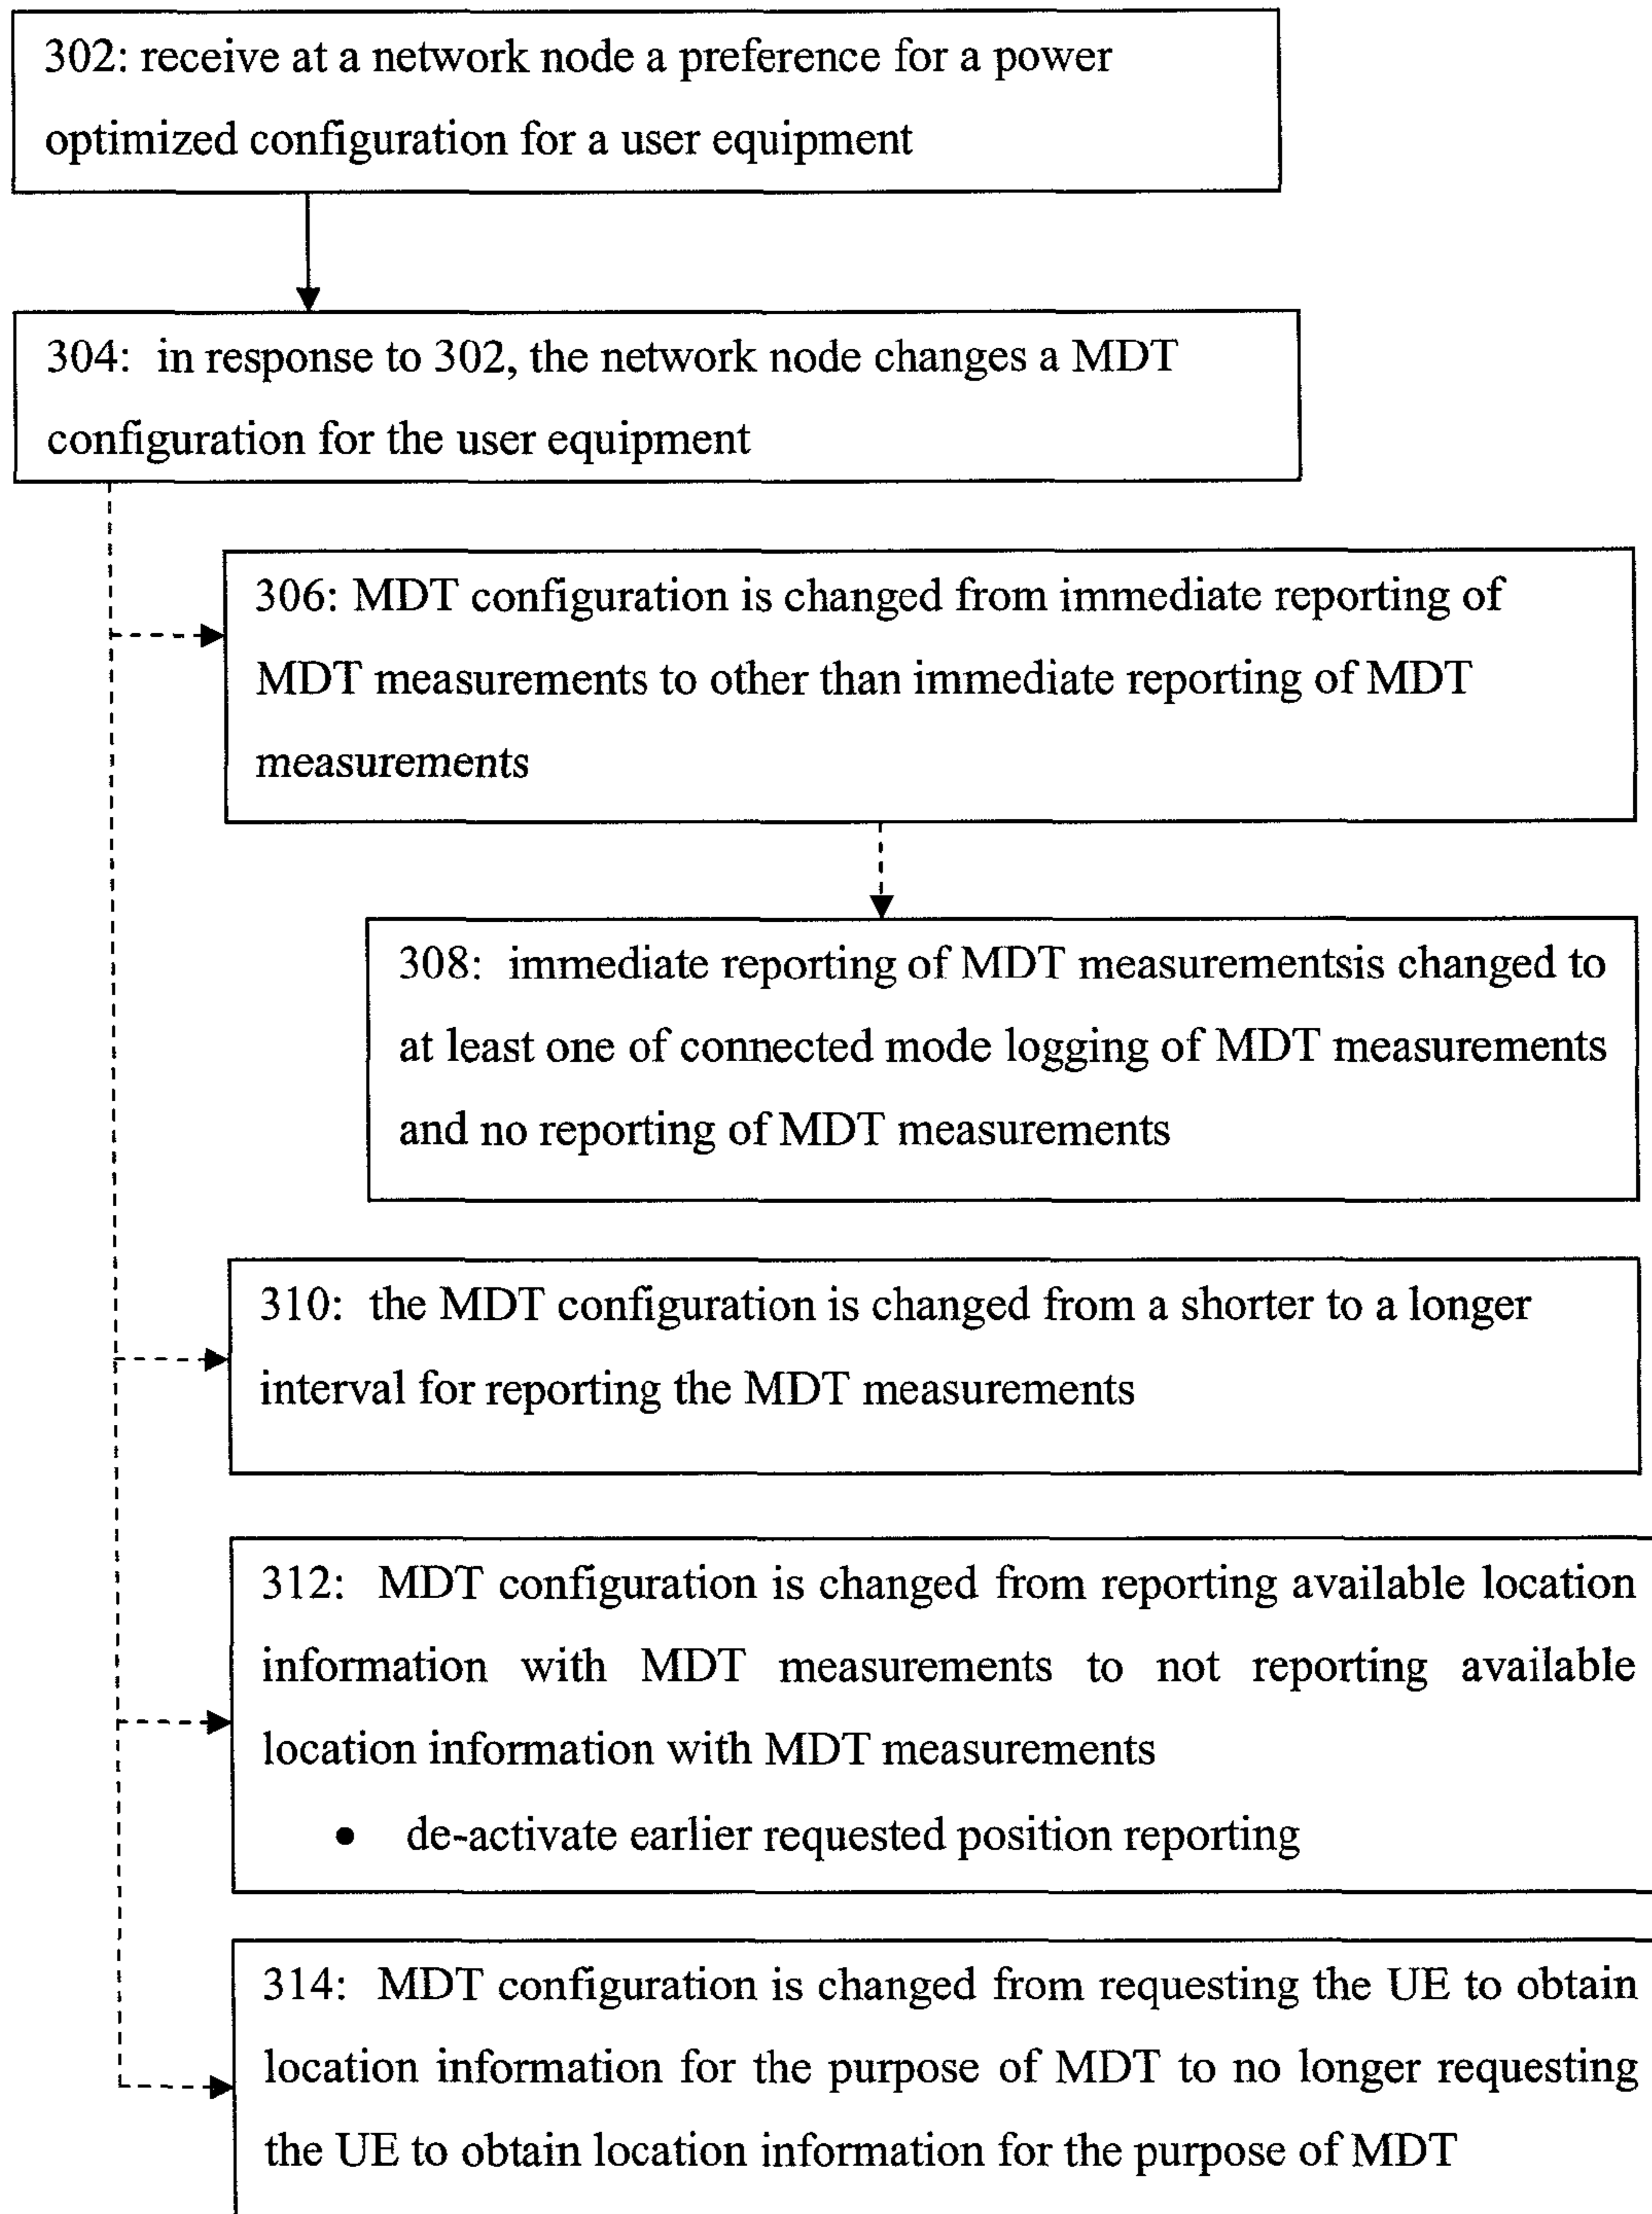 302: receive at a network node a preference for a power
optimized configuration for a user equipment
304: in response to 302, the network node changes a MDT
configuration for the user equipment
306: MDT configuration is changed from immediate reporting of
MDT measurements to other than immediate reporting of MDT
measurements
308: immediate reporting of MDT measurementsis changed to
at least one of connected mode logging of MDT measurements
and no reporting of MDT measurements
310: the MDT configuration is changed from a shorter to a longer
interval for reporting the MDT measurements
312: MDT configuration is changed from reporting available location
information with MDT measurements to not reporting available
location information with MDT measurements
• de-activate earlier requested position reporting
314: MDT configuration is changed from requesting the UE to obtain
location information for the purpose of MDT to no longer requesting
the UE to obtain location information for the purpose of MDT